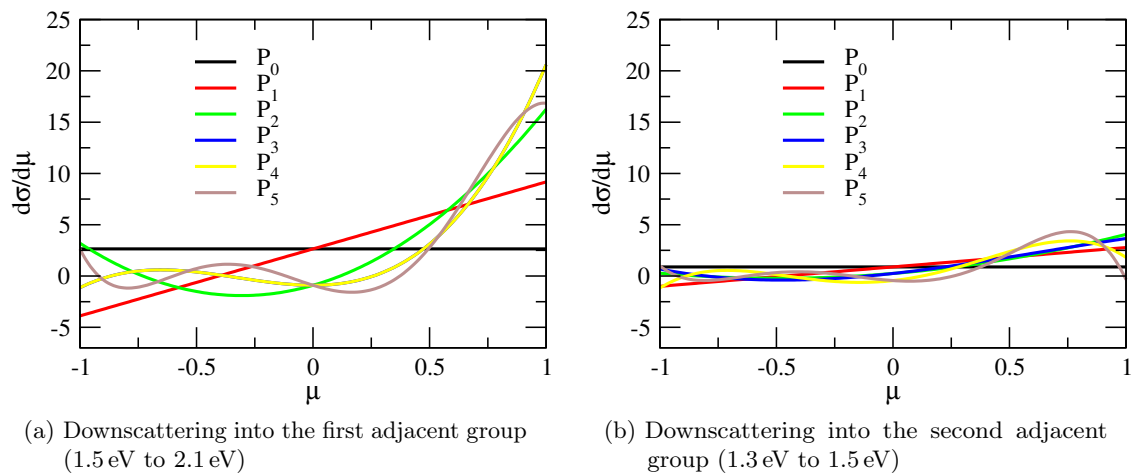 25
20
15
10
5
0
-5
dσ/dμ
P0
P1
P2
P3
P4
P5
-1
-0.5
0
0.5
1
μ
(a) Downscattering into the first adjacent group
(1.5 eV to 2.1 eV)
25
20
15
10
5
0
-5
dσ/dμ
P0
P1
P2
P3
P4
P5
-1
-0.5
0
0.5
1
μ
(b) Downscattering into the second adjacent
group (1.3 eV to 1.5 eV)